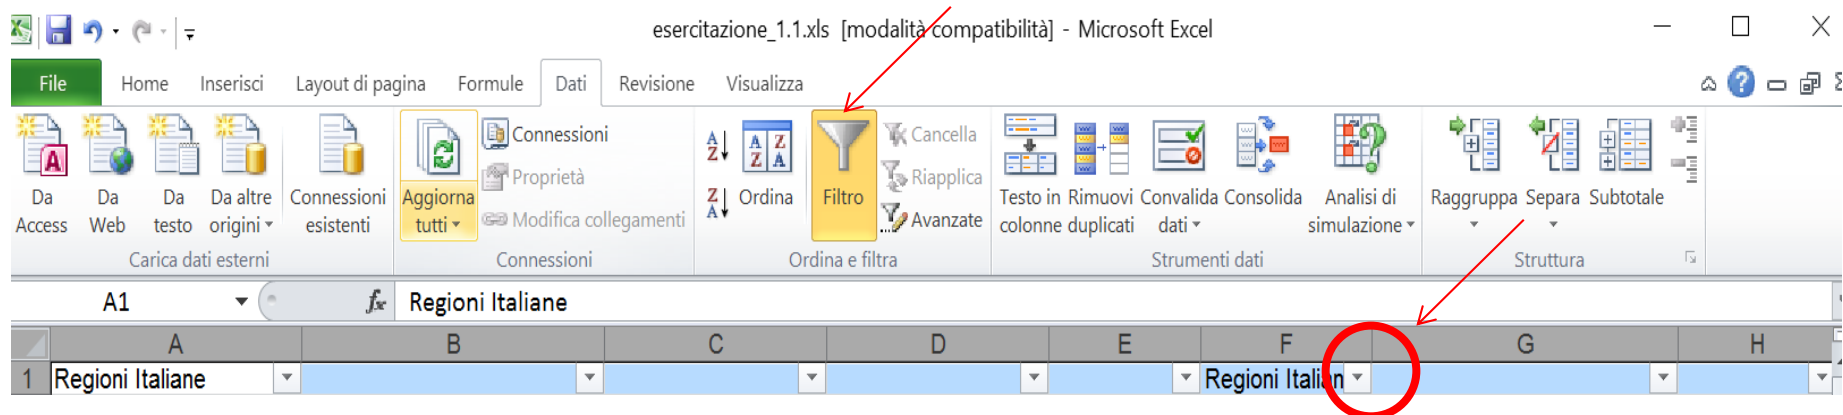 esercitazione_1.1.xls [modalità compatibilità] - Microsoft Excel
File Home Inserisci Layout di pagina Formule Dati Revisione Visualizza
Da Access
Da Web
Da testo
Da altre origini
Connessioni esistenti
Carica dati esterni
Aggiorna tutti
Connessioni
Proprietà
Modifica collegamenti
Connessioni
A Z
Z A
A Z
Z A
Ordina
Filtro
Cancella
Riapplica
Avanzate
Ordina e filtra
Testo in colonne
Rimuovi duplicati
Convalida dati
Consolida
Analisi di simulazione
Strumenti dati
Raggruppa
Separa
Subtotale
Struttura
A1 fx Regioni Italiane
A B C D E F G H
1 Regioni Italiane Regioni Italian